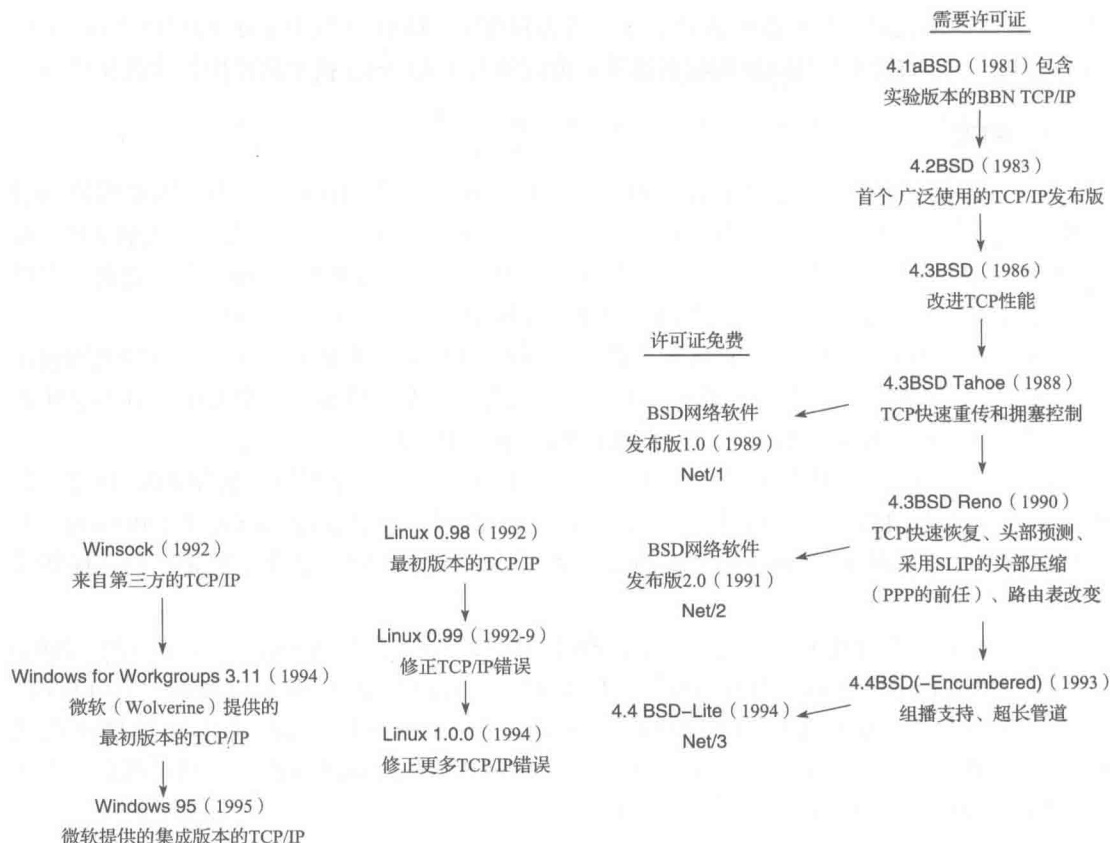 需要许可证
4.1aBSD（1981）包含
实验版本的BBN TCP/IP
4.2BSD（1983）
首个 广泛使用的TCP/IP发布版
4.3BSD（1986）
改进TCP性能
许可证免费
4.3BSD Tahoe（1988）
TCP快速重传和拥塞控制
BSD网络软件
发布版1.0（1989）
Net/1
4.3BSD Reno（1990）
TCP快速恢复、头部预测、
采用SLIP的头部压缩
（PPP的前任）、路由表改变
BSD网络软件
发布版2.0（1991）
Net/2
4.4BSD(–Encumbered)（1993）
组播支持、超长管道
4.4 BSD–Lite（1994）
Net/3
Linux 0.98（1992）
最初版本的TCP/IP
Linux 0.99（1992-9）
修正TCP/IP错误
Linux 1.0.0（1994）
修正更多TCP/IP错误
Winsock（1992）
来自第三方的TCP/IP
Windows for Workgroups 3.11（1994）
微软（Wolverine）提供的
最初版本的TCP/IP
Windows 95（1995）
微软提供的集成版本的TCP/IP